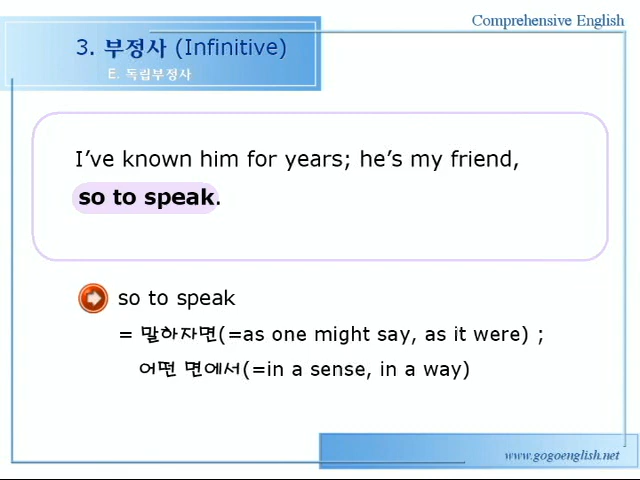 Comprehensive English
3. 부정사 (Infinitive)
E. 독립부정사
I’ve known him for years; he’s my friend,
so to speak.
so to speak
= 말하자면(=as one might say, as it were) ;
어떤 면에서(=in a sense, in a way)
www.gogoenglish.net